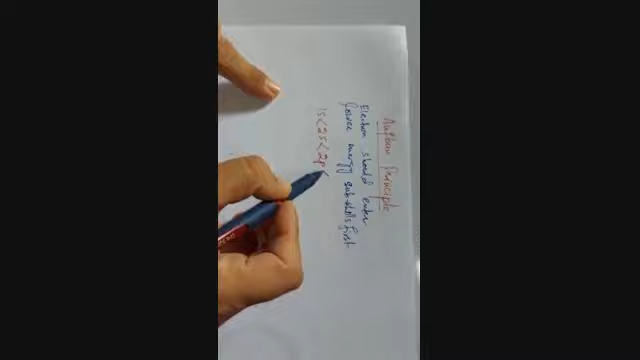 Aufbau Principle
Electron should enter
lower energy sub-shells first
1s<2s<2p<